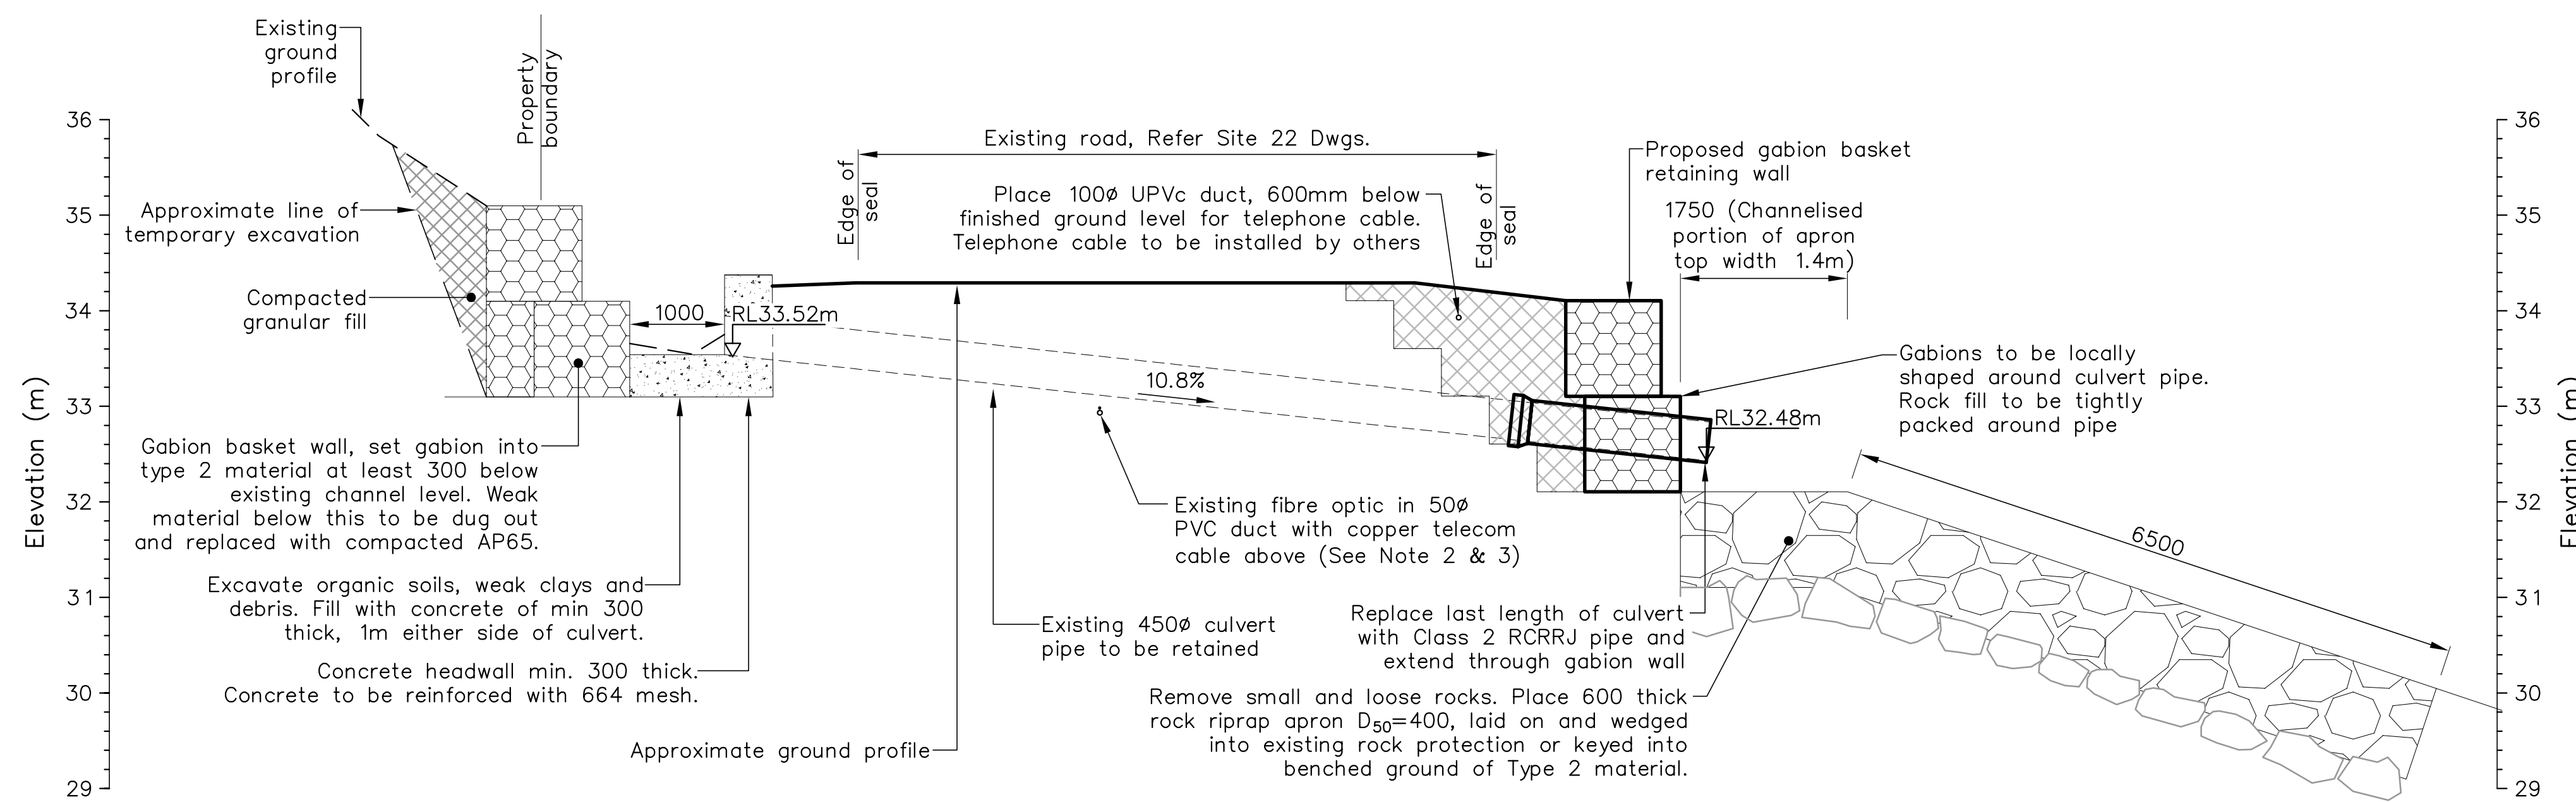 Existing
ground
profile
Property
boundary
36
35
34
33
32
31
30
29
Elevation (m)
Approximate line of
temporary excavation
Compacted
granular fill
Gabion basket wall, set gabion into
type 2 material at least 300 below
existing channel level. Weak
material below this to be dug out
and replaced with compacted AP65.
Excavate organic soils, weak clays and
debris. Fill with concrete of min 300
thick, 1m either side of culvert.
Concrete headwall min. 300 thick.
Concrete to be reinforced with 664 mesh.
Approximate ground profile
1000
RL33.52m
Edge of
seal
Existing road, Refer Site 22 Dwgs.
Place 100ø UPVc duct, 600mm below
finished ground level for telephone cable.
Telephone cable to be installed by others
Edge of
seal
10.8%
Existing fibre optic in 50ø
PVC duct with copper telecom
cable above (See Note 2 & 3)
Existing 450ø culvert
pipe to be retained
Proposed gabion basket
retaining wall
1750 (Channelised
portion of apron
top width 1.4m)
Gabions to be locally
shaped around culvert pipe.
Rock fill to be tightly
packed around pipe
RL32.48m
6500
Replace last length of culvert
with Class 2 RCRRJ pipe and
extend through gabion wall
Remove small and loose rocks. Place 600 thick
rock riprap apron D50=400, laid on and wedged
into existing rock protection or keyed into
benched ground of Type 2 material.
36
35
34
33
32
31
30
29
Elevation (m)